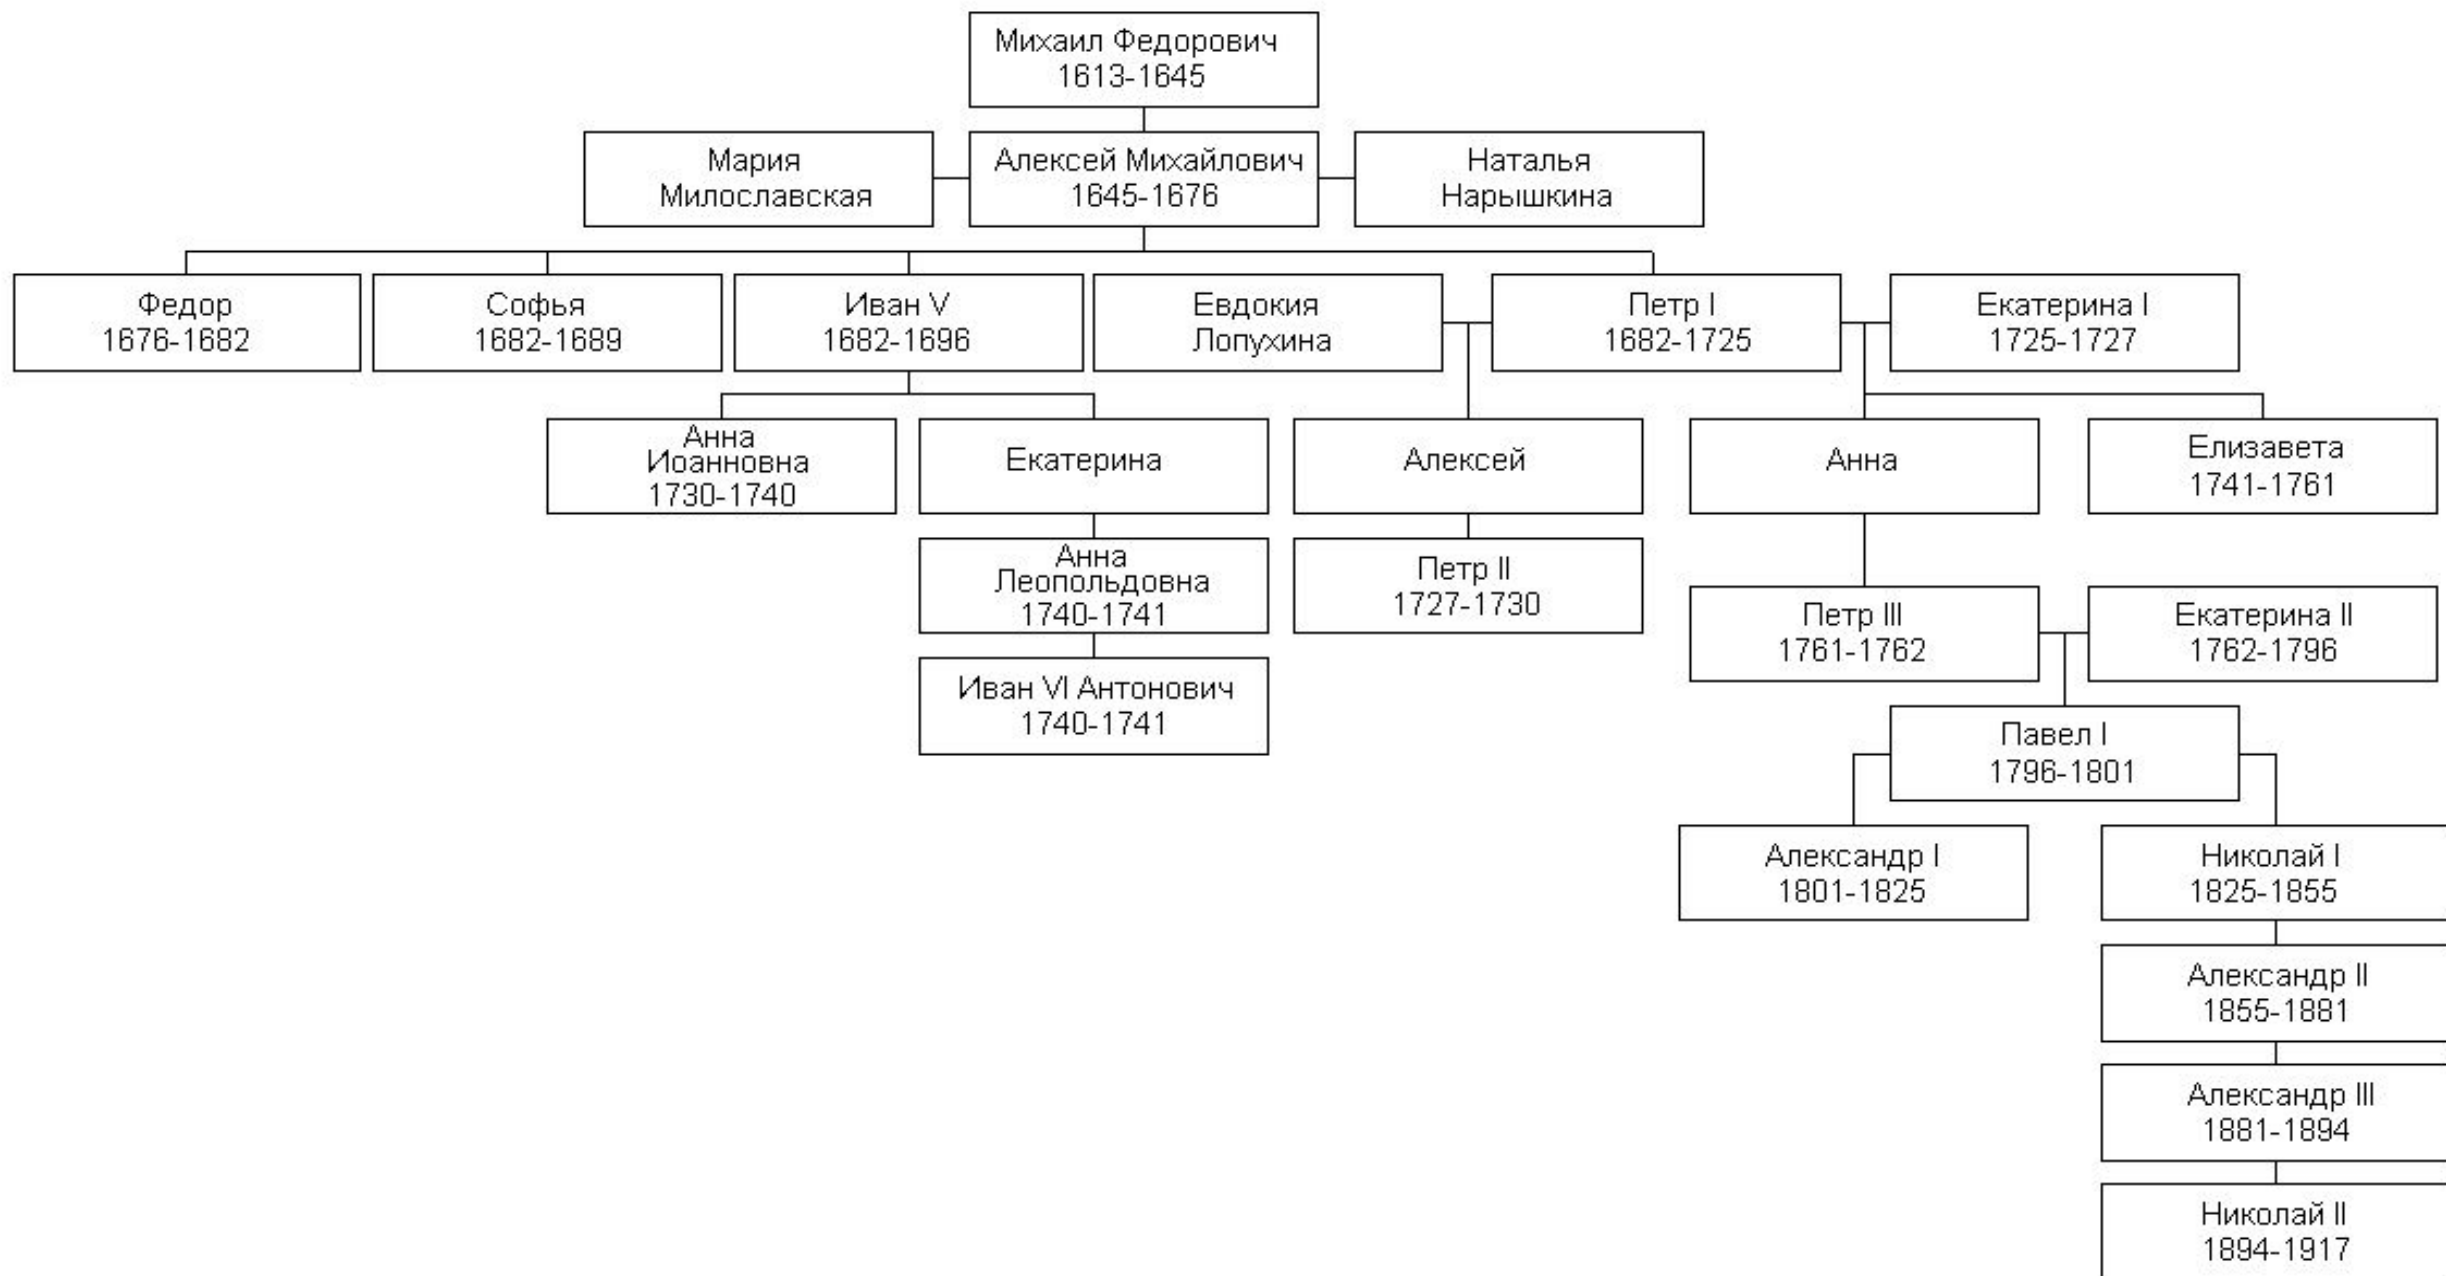 Михаил Федорович
1613-1645
Мария
Милославская
Алексей Михайлович
1645-1676
Наталья
Нарышкина
Федор
1676-1682
Софья
1682-1689
Иван V
1682-1696
Евдокия
Лопухина
Петр I
1682-1725
Екатерина I
1725-1727
Анна
Иоанновна
1730-1740
Екатерина
Алексей
Анна
Елизавета
1741-1761
Анна
Леопольдовна
1740-1741
Петр II
1727-1730
Петр III
1761-1762
Екатерина II
1762-1796
Иван VI Антонович
1740-1741
Павел I
1796-1801
Александр I
1801-1825
Николай I
1825-1855
Александр II
1855-1881
Александр III
1881-1894
Николай II
1894-1917